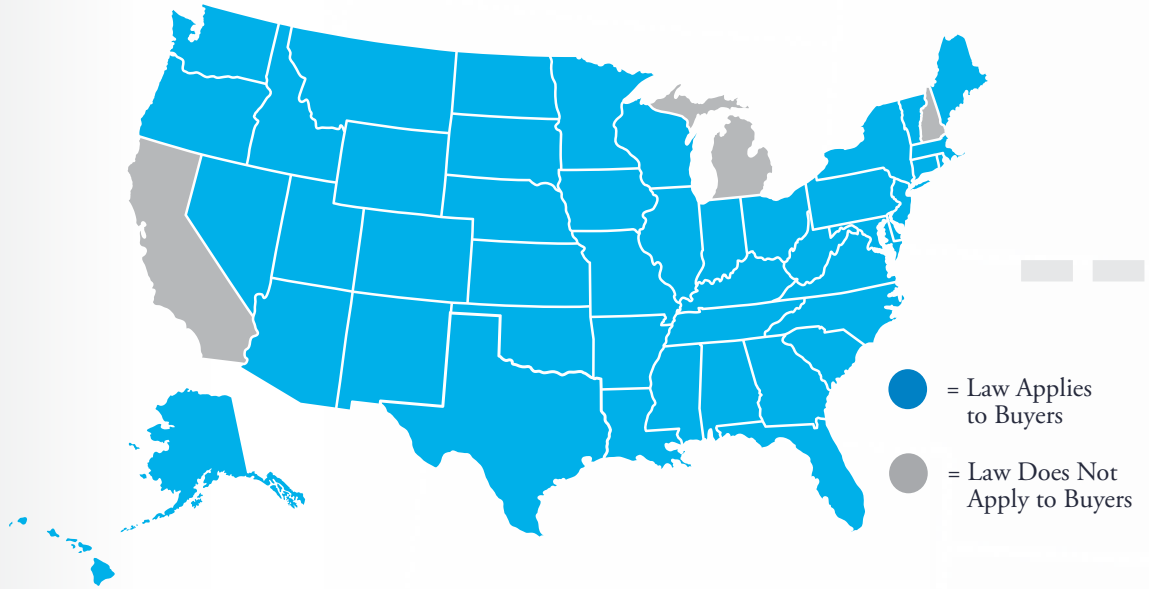 = Law Applies
to Buyers
= Law Does Not
Apply to Buyers